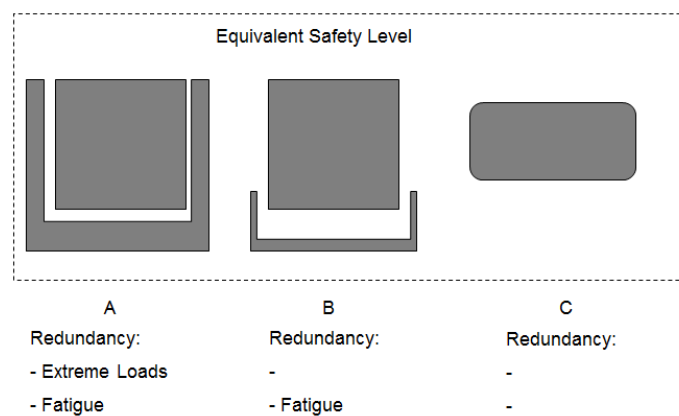 Equivalent Safety Level
A B C
Redundancy: Redundancy: Redundancy:
- Extreme Loads - -
- Fatigue - Fatigue -